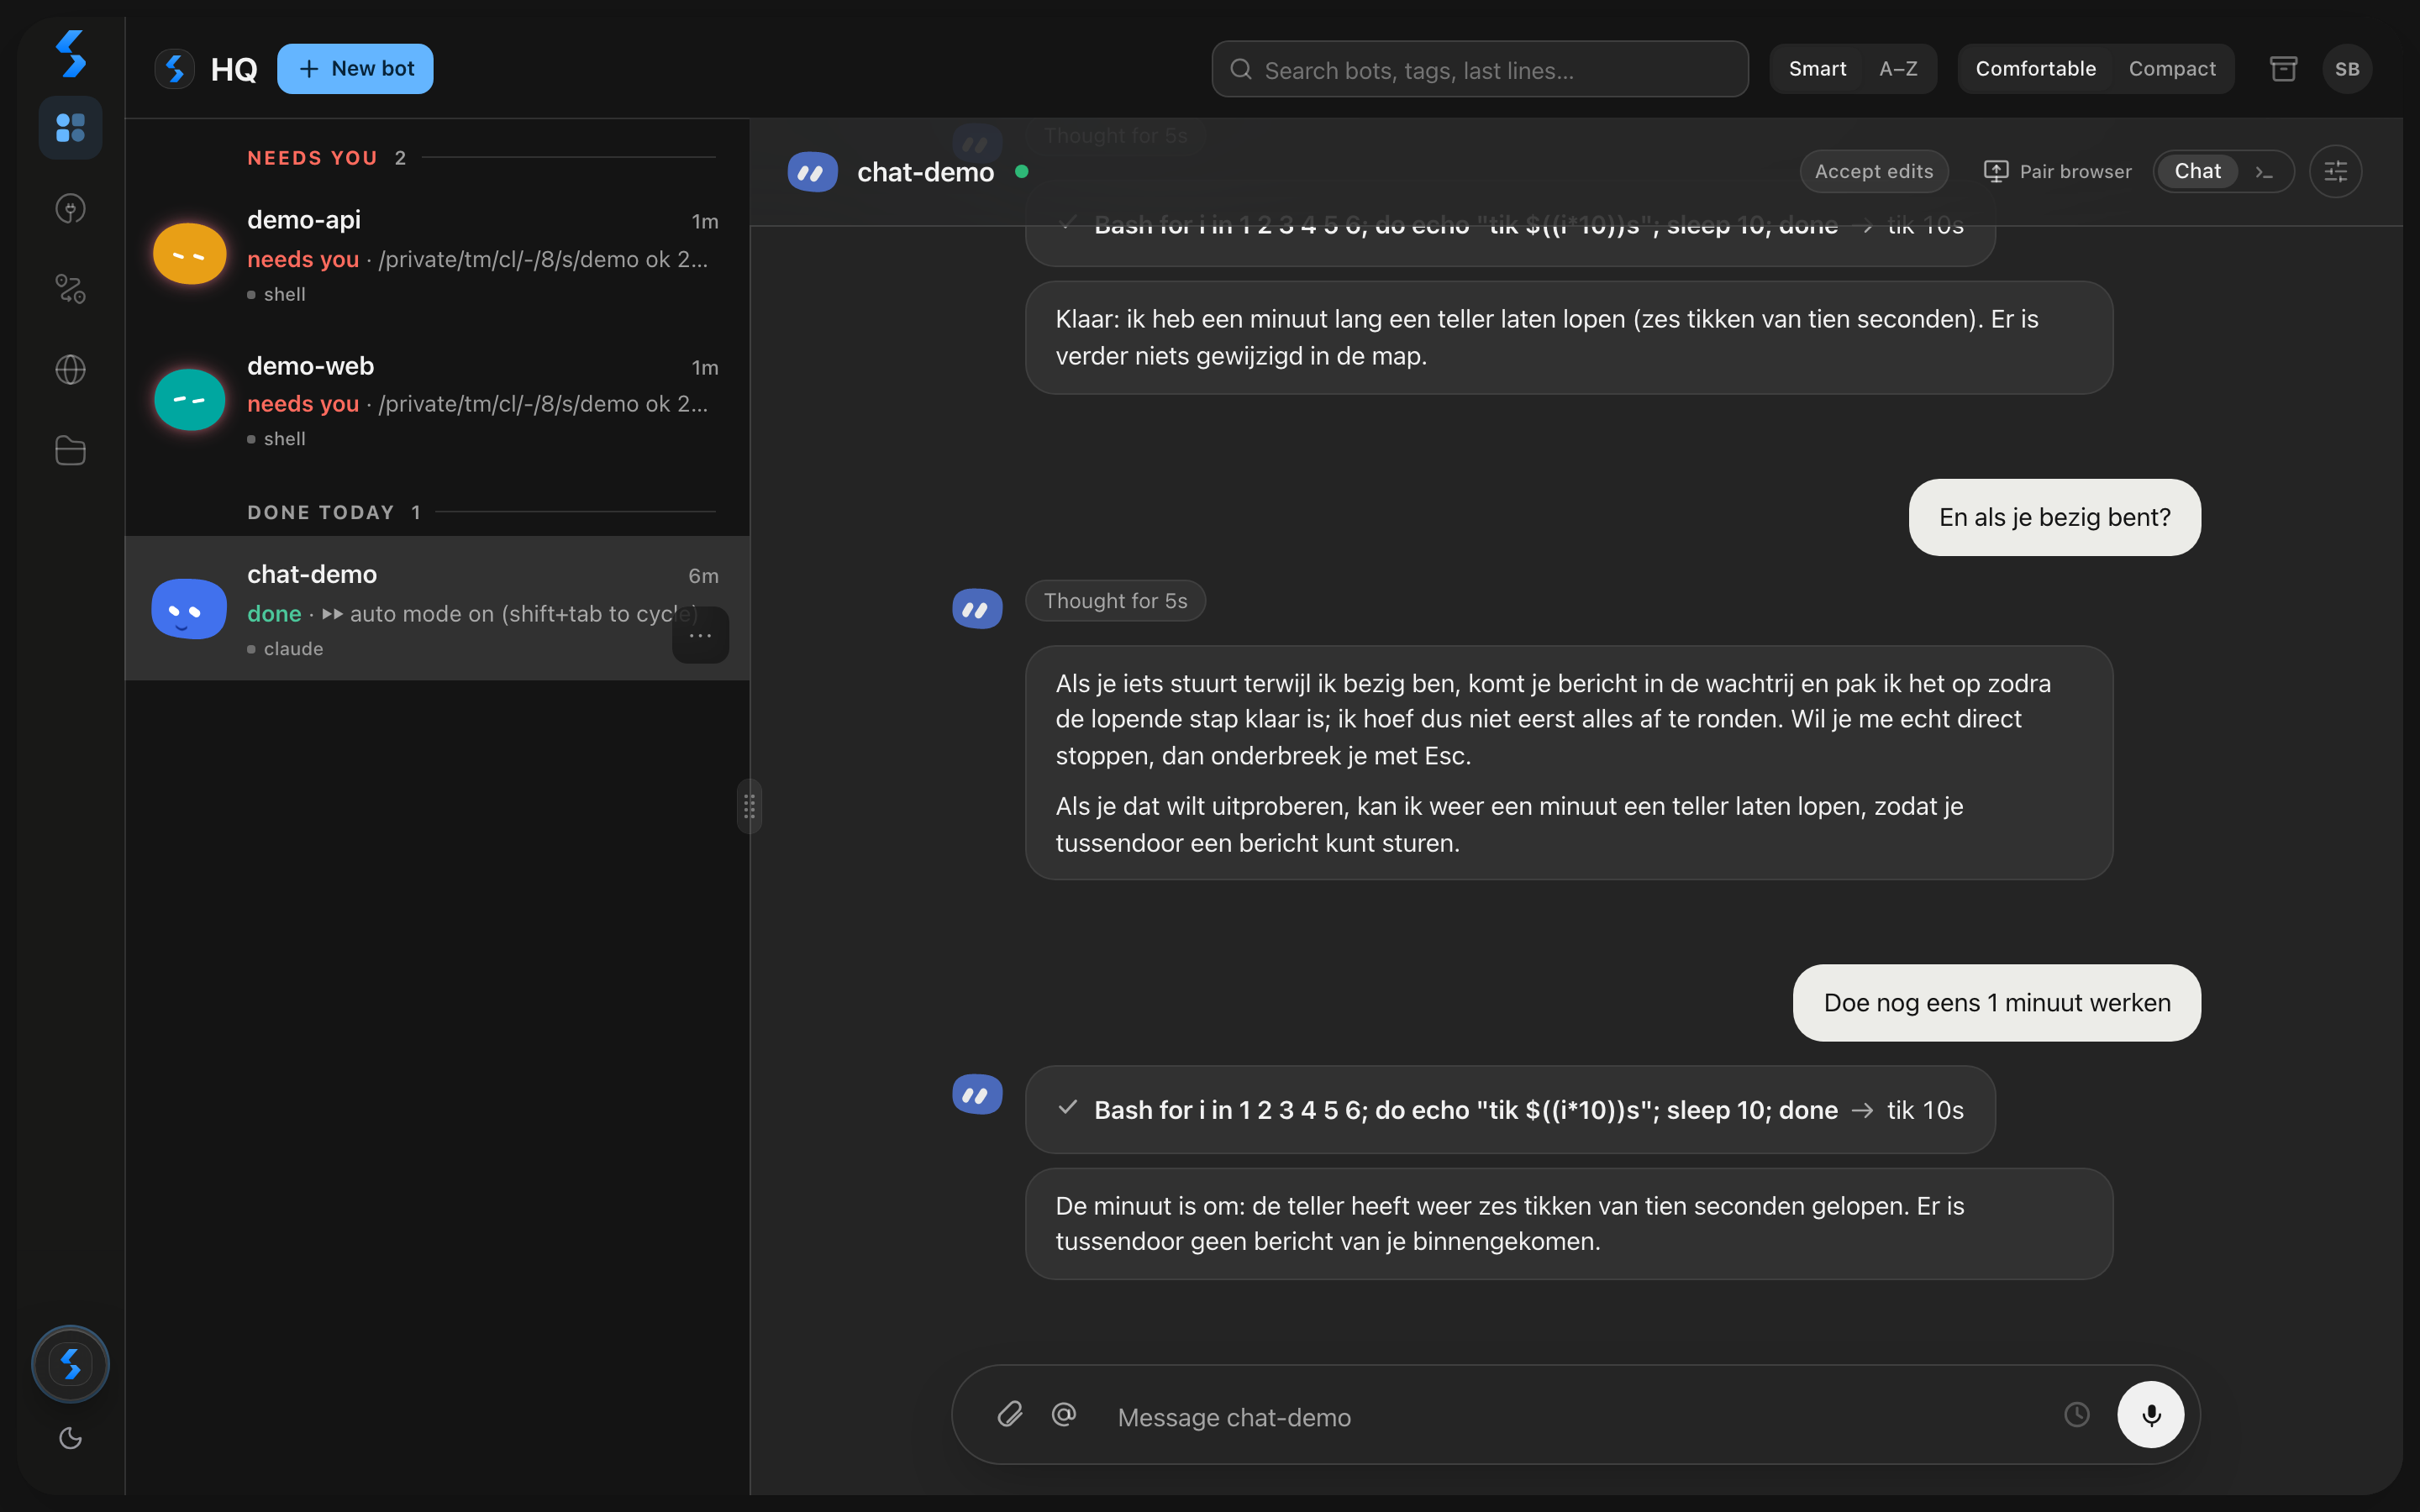 HQ
New bot
Search bots, tags, last lines...
Smart A–Z
Comfortable Compact
SB
NEEDS YOU 2
demo-api 1m
needs you · /private/tm/cl/-/8/s/demo ok 2...
shell
demo-web 1m
needs you · /private/tm/cl/-/8/s/demo ok 2...
shell
DONE TODAY 1
chat-demo 6m
done · auto mode on (shift+tab to cycle)
...
claude
Thought for 5s
chat-demo
Accept edits
Pair browser
Chat
Bash for i in 1 2 3 4 5 6; do echo "tik $((i*10))s"; sleep 10; done → tik 10s
Klaar: ik heb een minuut lang een teller laten lopen (zes tikken van tien seconden). Er is
verder niets gewijzigd in de map.
En als je bezig bent?
Thought for 5s
Als je iets stuurt terwijl ik bezig ben, komt je bericht in de wachtrij en pak ik het op zodra
de lopende stap klaar is; ik hoef dus niet eerst alles af te ronden. Wil je me echt direct
stoppen, dan onderbreek je met Esc.
Als je dat wilt uitproberen, kan ik weer een minuut een teller laten lopen, zodat je
tussendoor een bericht kunt sturen.
Doe nog eens 1 minuut werken
Bash for i in 1 2 3 4 5 6; do echo "tik $((i*10))s"; sleep 10; done → tik 10s
De minuut is om: de teller heeft weer zes tikken van tien seconden gelopen. Er is
tussendoor geen bericht van je binnengekomen.
Message chat-demo